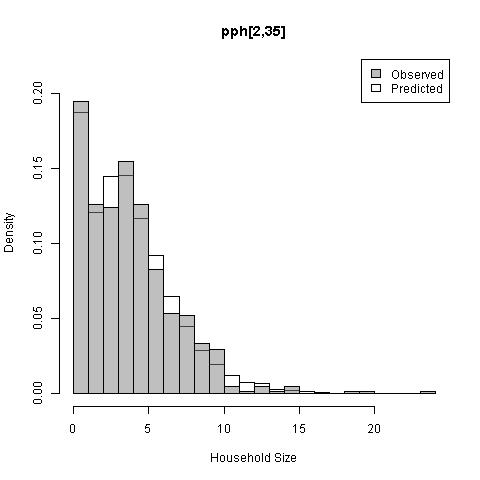 pph[2,35]
Observed
Predicted
0.20
0.15
0.10
0.05
0.00
Density
0 5 10 15 20
Household Size